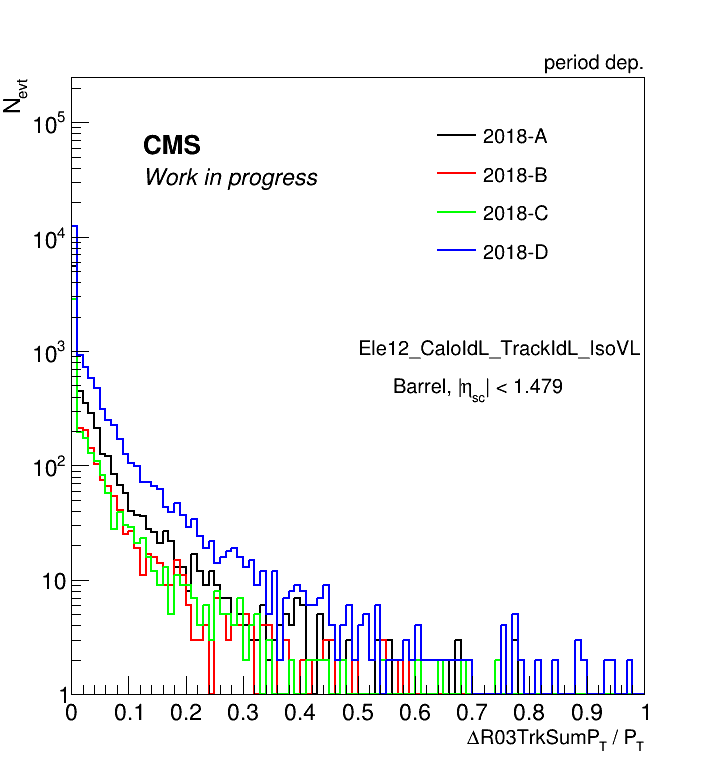 period dep.
N_evt
CMS
Work in progress
2018-A
2018-B
2018-C
2018-D
Ele12_CaloIdL_TrackIdL_IsoVL
Barrel, |η_sc| < 1.479
10^5
10^4
10^3
10^2
10
1
0 0.1 0.2 0.3 0.4 0.5 0.6 0.7 0.8 0.9 1
ΔR03TrkSumP_T / P_T